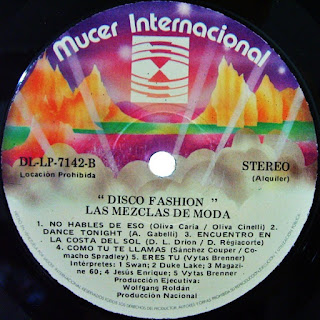 Mucer Internacional
DL-LP-7142-B
Locación Prohibida
STEREO
(Alquiler)
" DISCO FASHION "
LAS MEZCLAS DE MODA
1. NO HABLES DE ESO (Oliva Caria / Oliva Cinelli) 2.
DANCE TONIGHT (A. Gabelli) 3. ENCUENTRO EN
LA COSTA DEL SOL (D. L. Drion / D. Régiacorte)
4. COMO TU TE LLAMAS (Sánchez Couper / Co-
macho Spradley) 5. ERES TU (Vytas Brenner)
Intérpretes: 1 Swan; 2 Duke Lake; 3 Magazi-
ne 60; 4 Jesús Enrique; 5 Vytas Brenner
Producción Ejecutiva:
Wolfgang Roldán
Producción Nacional